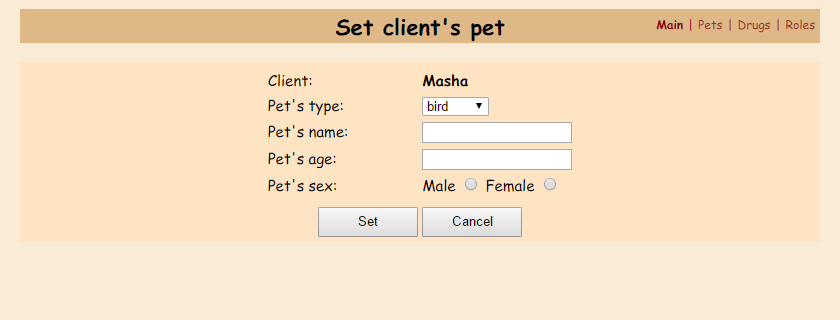 Set client's pet
Main | Pets | Drugs | Roles
Client: Masha
Pet's type: bird
Pet's name:
Pet's age:
Pet's sex: Male Female
Set Cancel